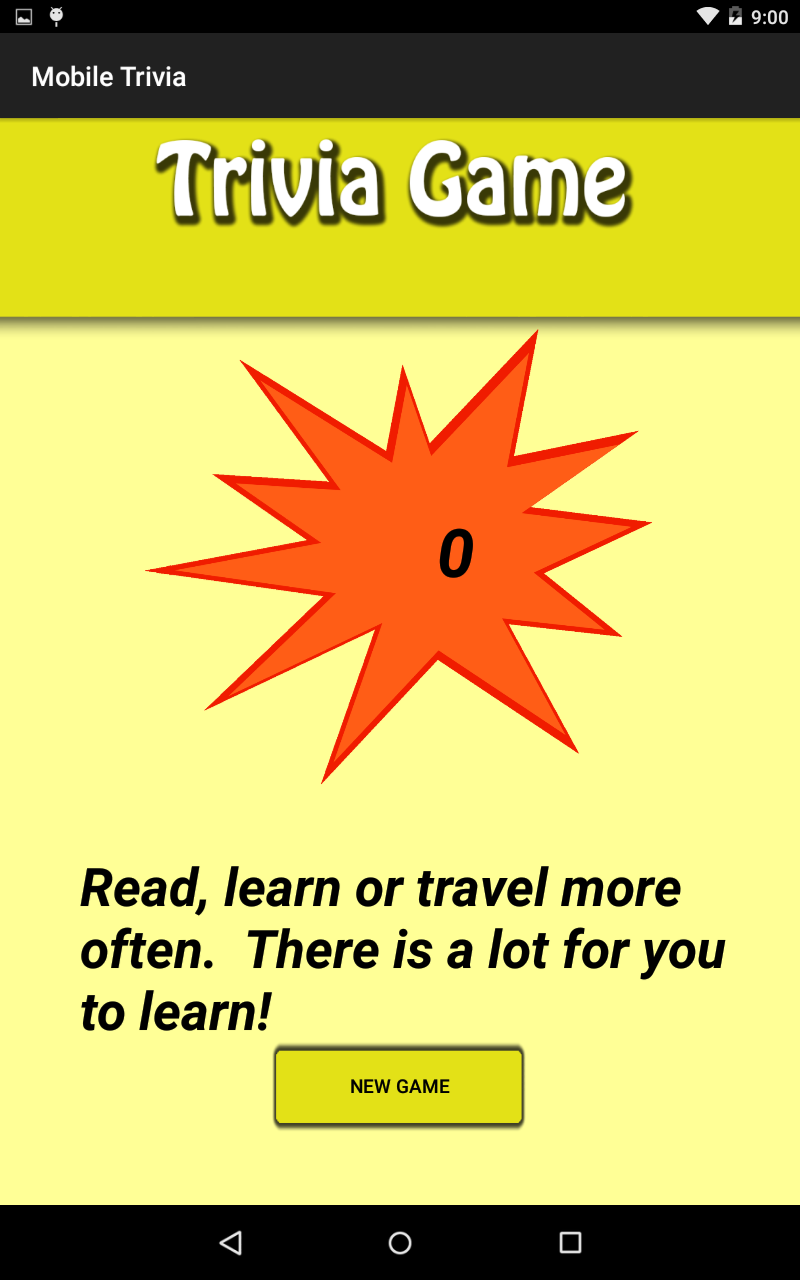 9:00
Mobile Trivia
Trivia Game
0
Read, learn or travel more
often.  There is a lot for you
to learn!
NEW GAME